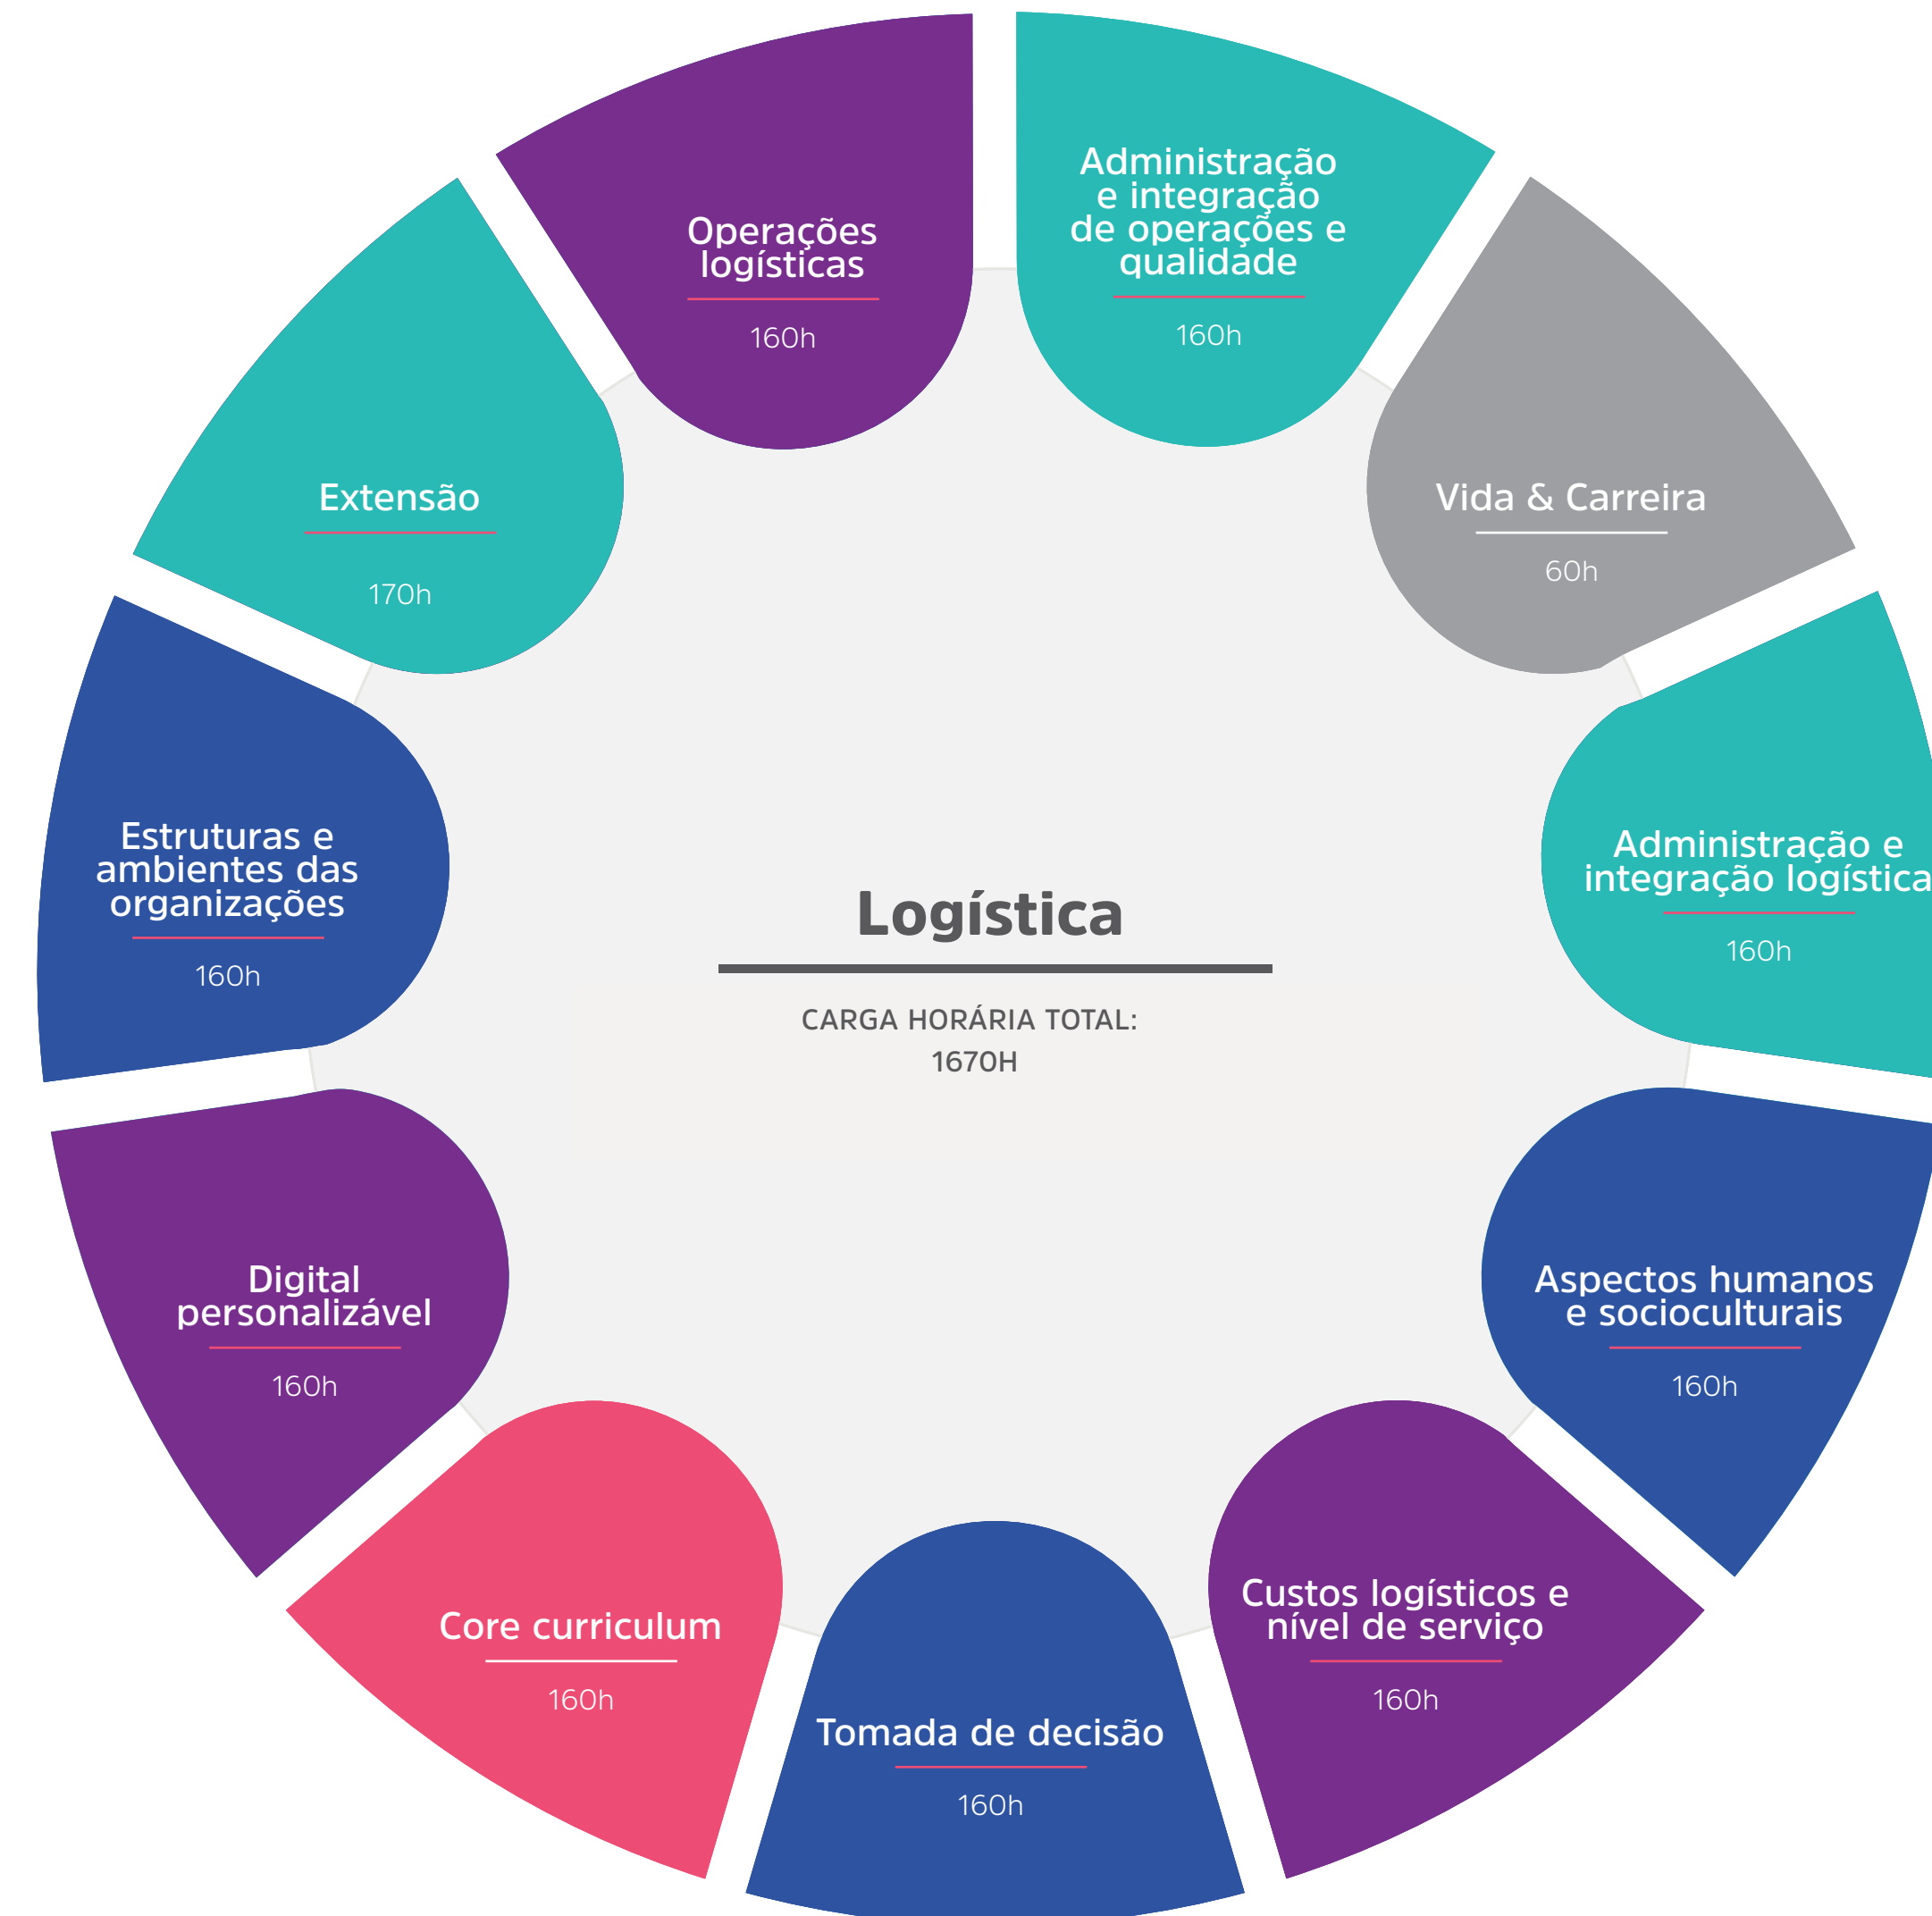 Operações
logísticas
160h
Administração
e integração
de operações e
qualidade
160h
Vida & Carreira
60h
Administração e
integração logística
160h
Aspectos humanos
e socioculturais
160h
Custos logísticos e
nível de serviço
160h
Tomada de decisão
160h
Core curriculum
160h
Digital
personalizável
160h
Estruturas e
ambientes das
organizações
160h
Extensão
170h
Logística
CARGA HORÁRIA TOTAL:
1670H